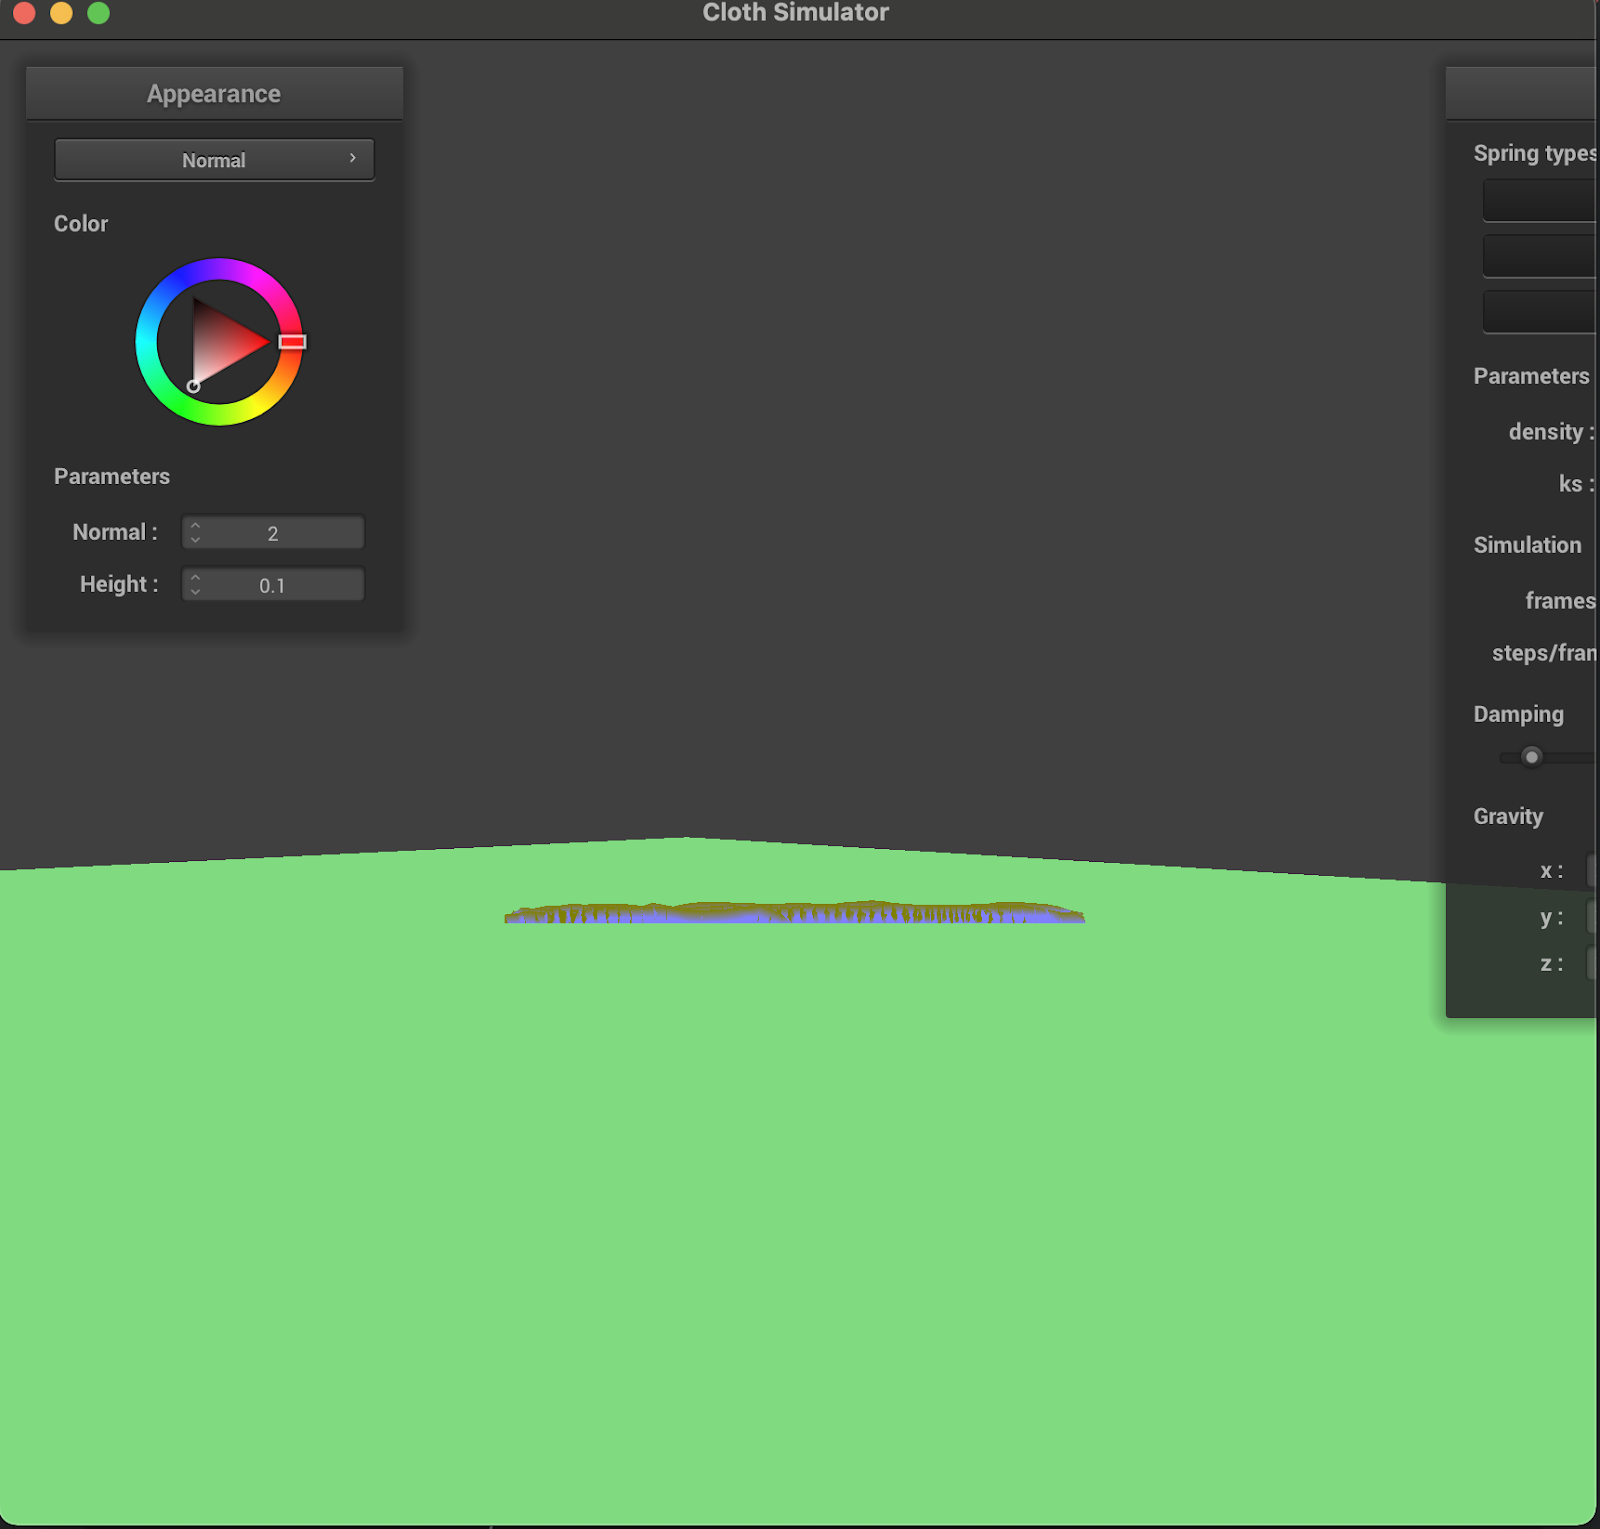 Cloth Simulator
Appearance
Normal
Color
Parameters
Normal :
2
Height :
0.1
Spring types
Parameters
density :
ks :
Simulation
frames
steps/fran
Damping
Gravity
x :
y :
z :